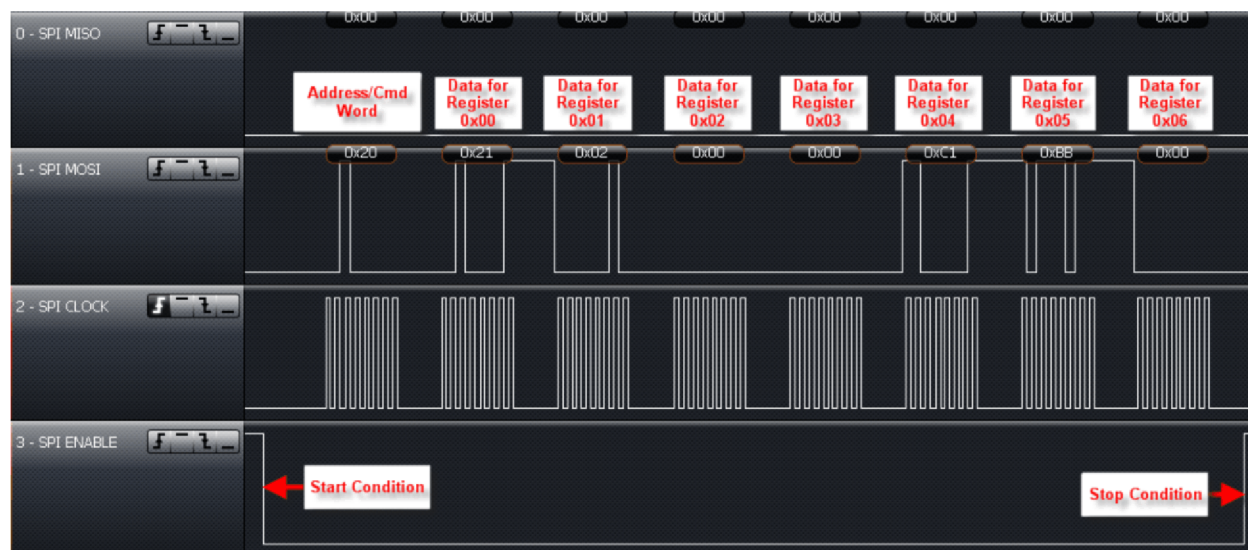 0x00 0x00 0x00 0x00 0x00 0x00 0x00 0x00
0 - SPI MISO
Address/Cmd
Word
Data for
Register
0x00
Data for
Register
0x01
Data for
Register
0x02
Data for
Register
0x03
Data for
Register
0x04
Data for
Register
0x05
Data for
Register
0x06
0x20 0x21 0x02 0x00 0x00 0xC1 0xBB 0x00
1 - SPI MOSI
2 - SPI CLOCK
3 - SPI ENABLE
Start Condition
Stop Condition